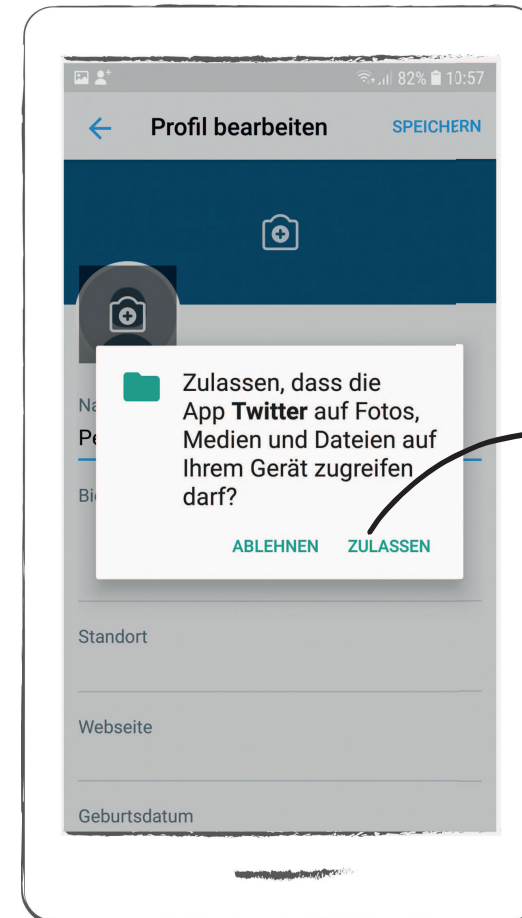 82% 10:57
Profil bearbeiten SPEICHERN
Zulassen, dass die
App Twitter auf Fotos,
Medien und Dateien auf
Ihrem Gerät zugreifen
darf?
ABLEHNEN ZULASSEN
Standort
Webseite
Geburtsdatum